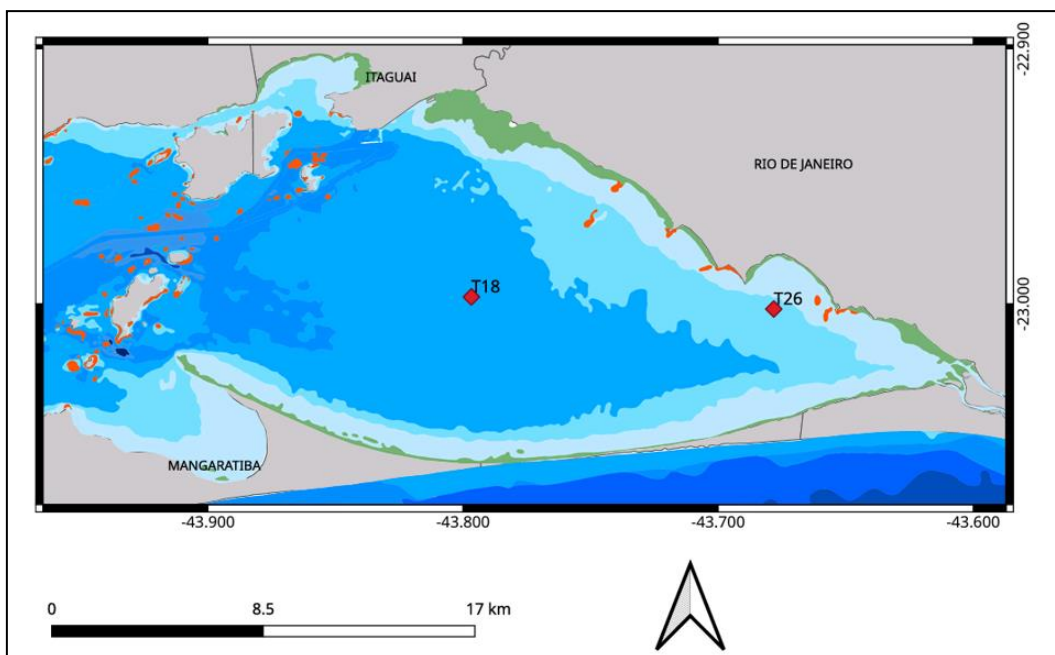 -22.900
ITAGUAI
RIO DE JANEIRO
T18
T26
-23.000
MANGARATIBA
-43.900
-43.800
-43.700
-43.600
0
8.5
17 km